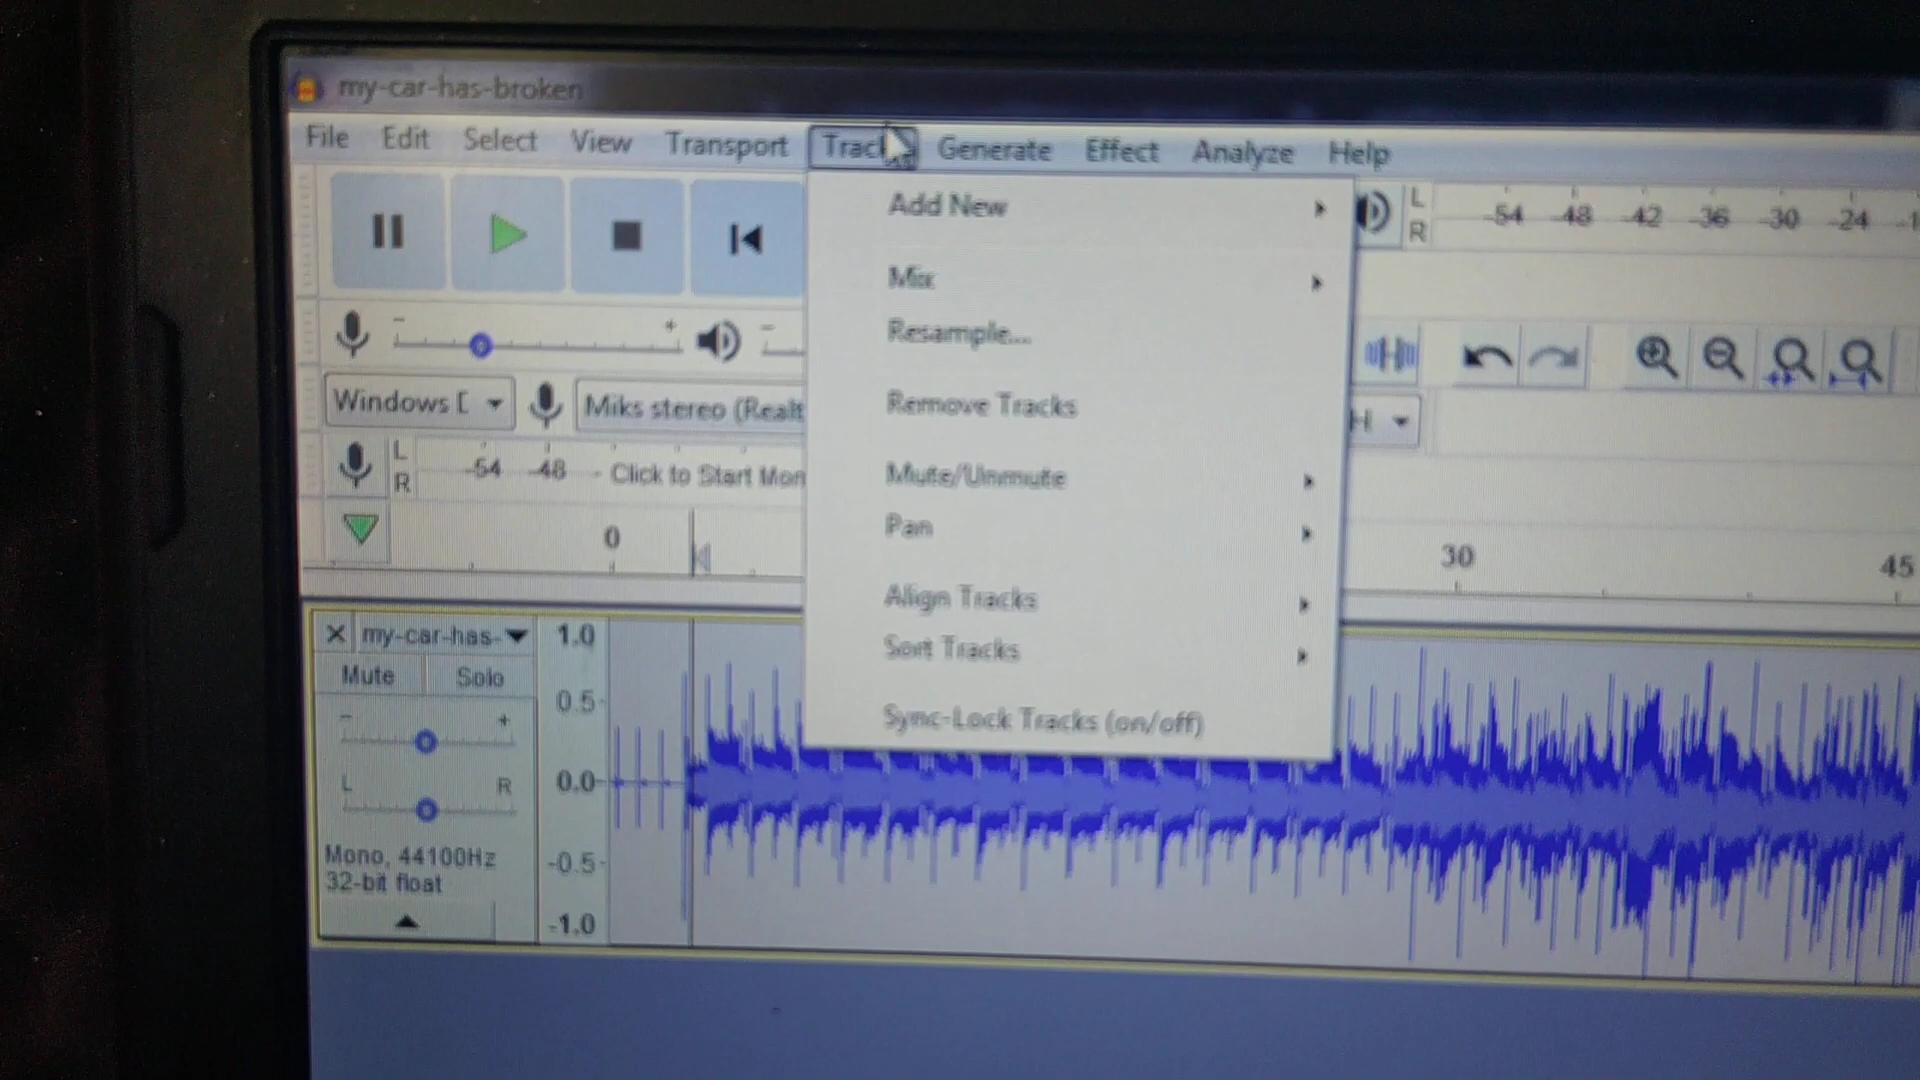 my-car-has-broken
File Edit Select View Transport Generate Effect Analyze Help
Add New
Mix
Resample...
Remove Tracks
Mute/Unmute
Pan
Align Tracks
Sort Tracks
Sync-Lock Tracks (on/off)
L
R
-54 -48 -42 -36 -30 -24
Windows
Miks stereo (Realt
L
R
-54 -48 - Click to Start Mon
0 30 45
my-car-has-
Mute Solo
- +
L R
Mono, 44100Hz
32-bit float
1.0
0.5
0.0
-0.5
-1.0